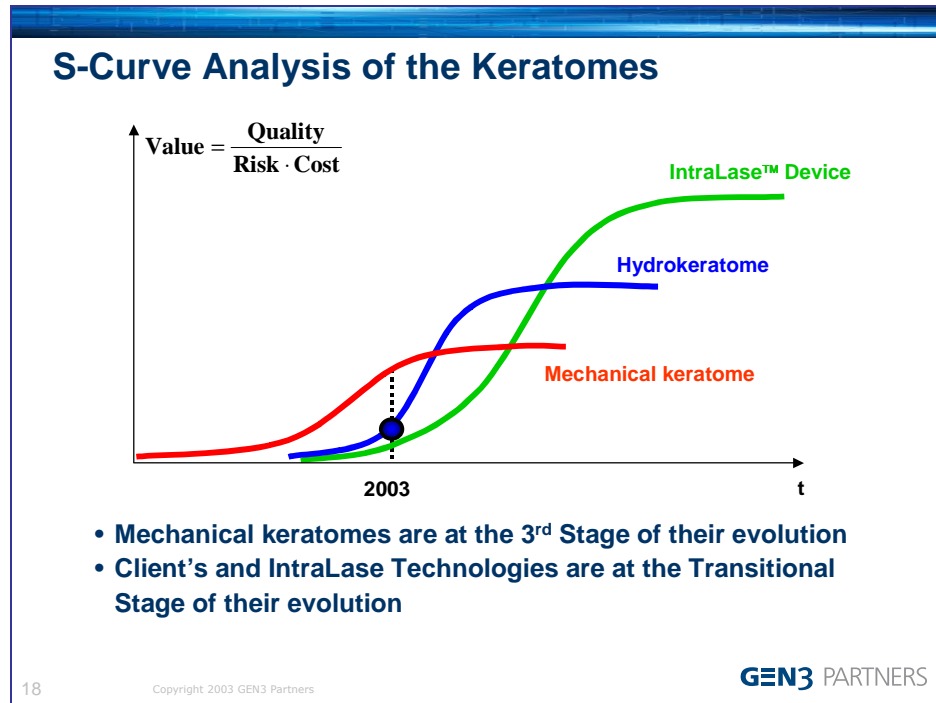 S-Curve Analysis of the Keratomes
Value = Quality / Risk · Cost
IntraLase™ Device
Hydrokeratome
Mechanical keratome
2003
t
• Mechanical keratomes are at the 3rd Stage of their evolution
• Client's and IntraLase Technologies are at the Transitional
Stage of their evolution
18
Copyright 2003 GEN3 Partners
GEN3 PARTNERS